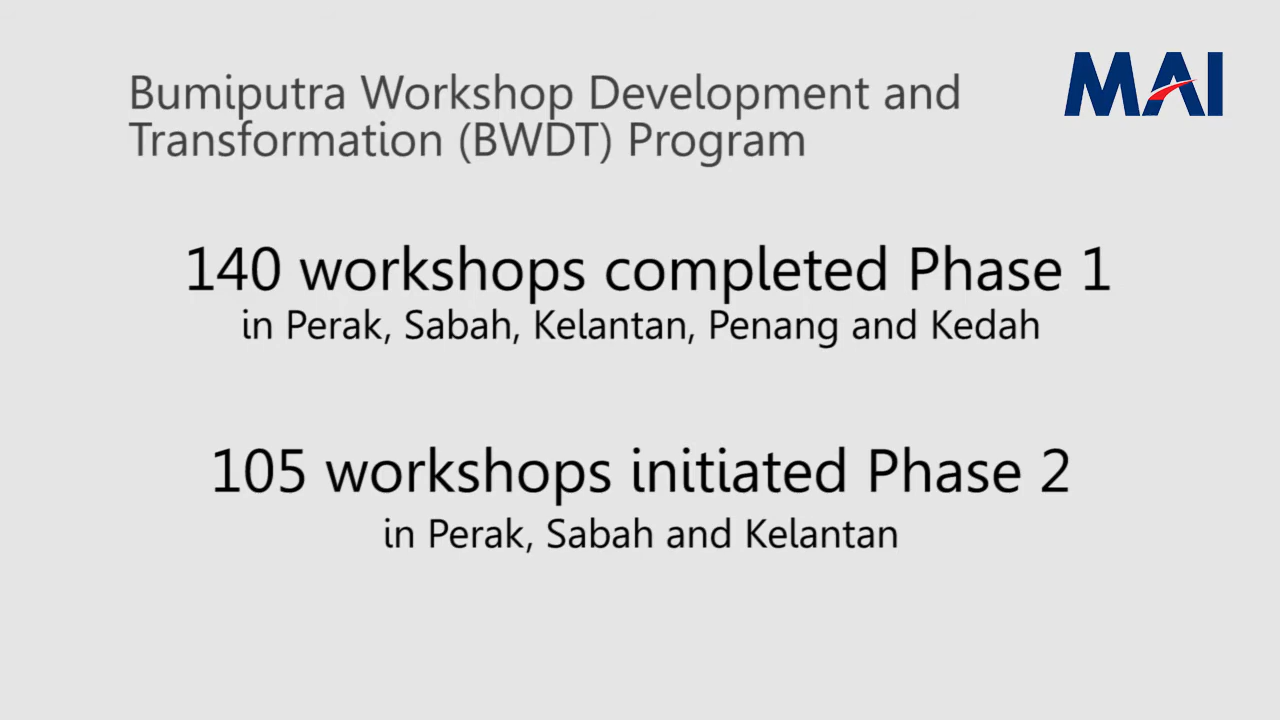 Bumiputra Workshop Development and
Transformation (BWDT) Program
MAI
140 workshops completed Phase 1
in Perak, Sabah, Kelantan, Penang and Kedah
105 workshops initiated Phase 2
in Perak, Sabah and Kelantan